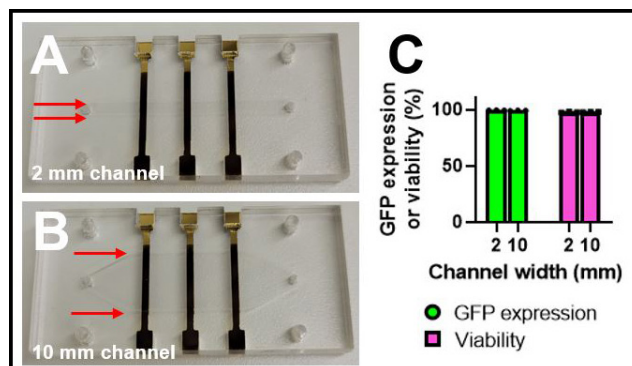 A
2 mm channel
B
10 mm channel
C
GFP expression
or viability (%)
100
50
0
2 10 2 10
Channel width (mm)
GFP expression
Viability